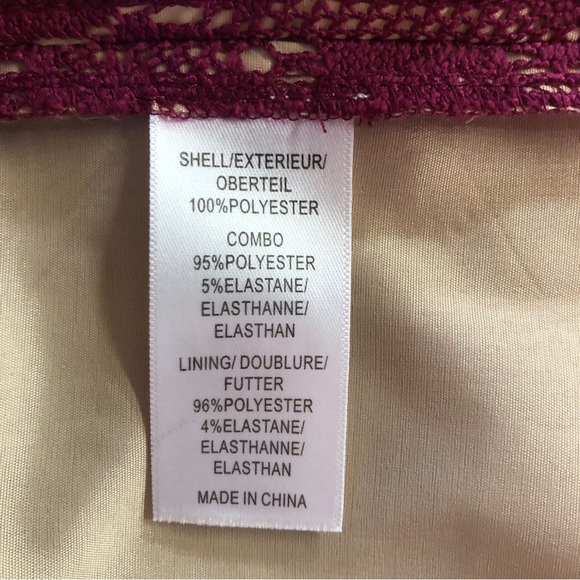 SHELL/EXTERIEUR/
OBERTEIL
100%POLYESTER
COMBO
95%POLYESTER
5%ELASTANE/
ELASTHANNE/
ELASTHAN
LINING/ DOUBLURE/
FUTTER
96%POLYESTER
4%ELASTANE/
ELASTHANNE/
ELASTHAN
MADE IN CHINA